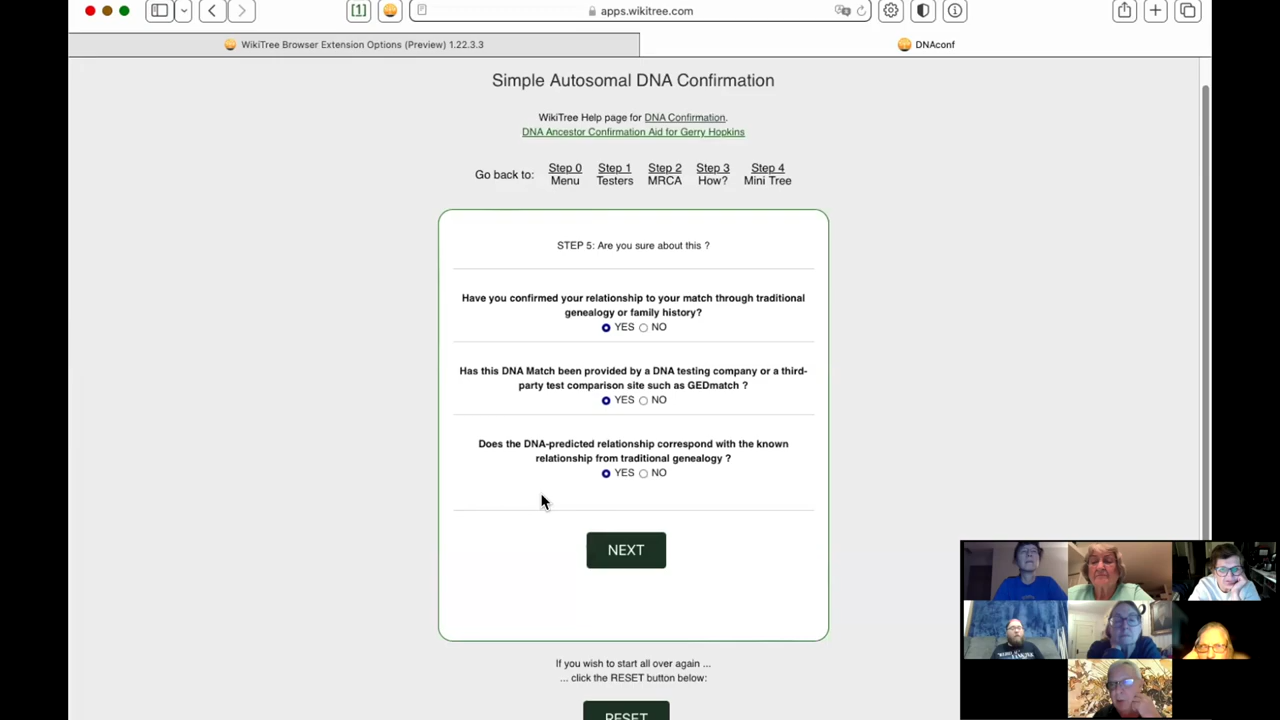 [1]
apps.wikitree.com
WikiTree Browser Extension Options (Preview) 1.22.3.3
DNAconf
Simple Autosomal DNA Confirmation
WikiTree Help page for DNA Confirmation.
DNA Ancestor Confirmation Aid for Gerry Hopkins
Go back to:
Step 0 Step 1 Step 2 Step 3 Step 4
Menu Testers MRCA How? Mini Tree
STEP 5: Are you sure about this ?
Have you confirmed your relationship to your match through traditional
genealogy or family history?
YES NO
Has this DNA Match been provided by a DNA testing company or a third-
party test comparison site such as GEDmatch ?
YES NO
Does the DNA-predicted relationship correspond with the known
relationship from traditional genealogy ?
YES NO
NEXT
If you wish to start all over again ...
... click the RESET button below:
RESET